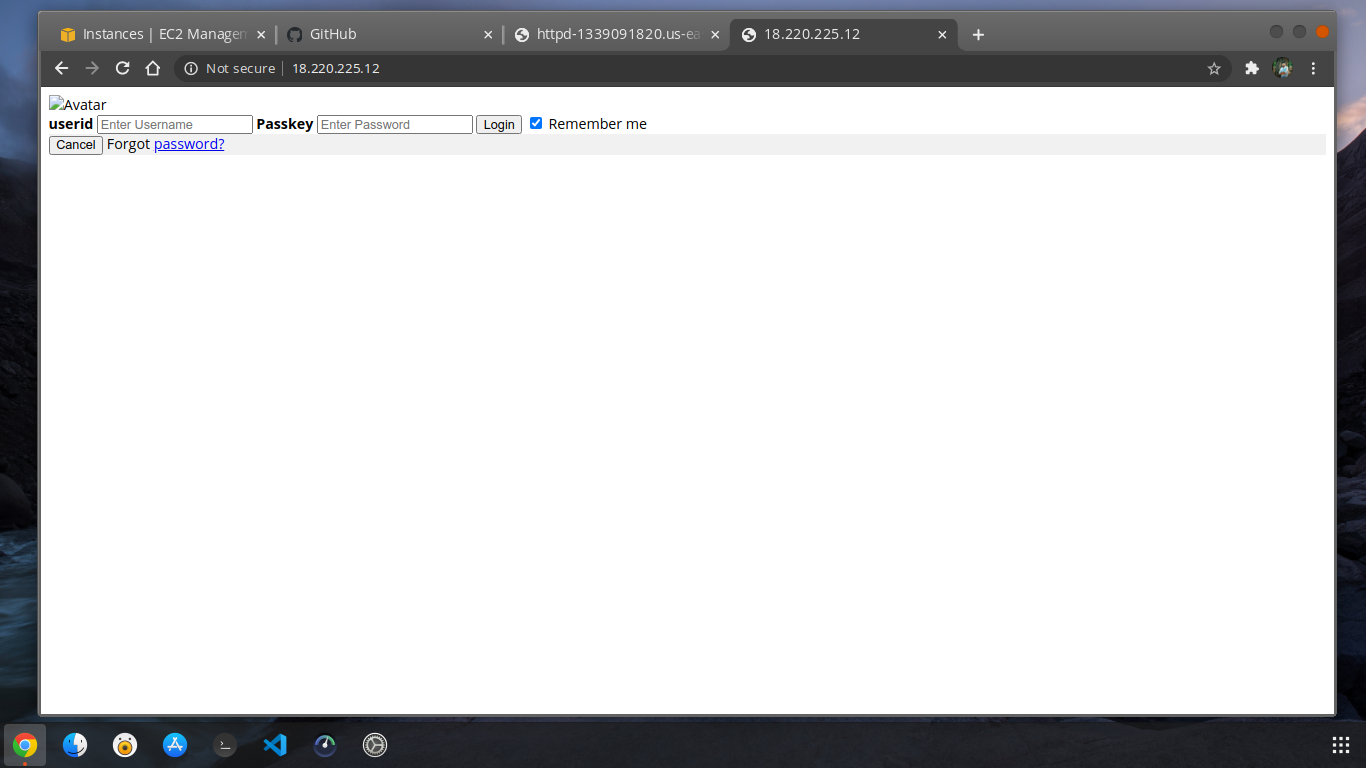 Instances | EC2 Managem
GitHub
httpd-1339091820.us-ea
18.220.225.12
Not secure
18.220.225.12
Avatar
userid Enter Username Passkey Enter Password Login Remember me
Cancel Forgot password?